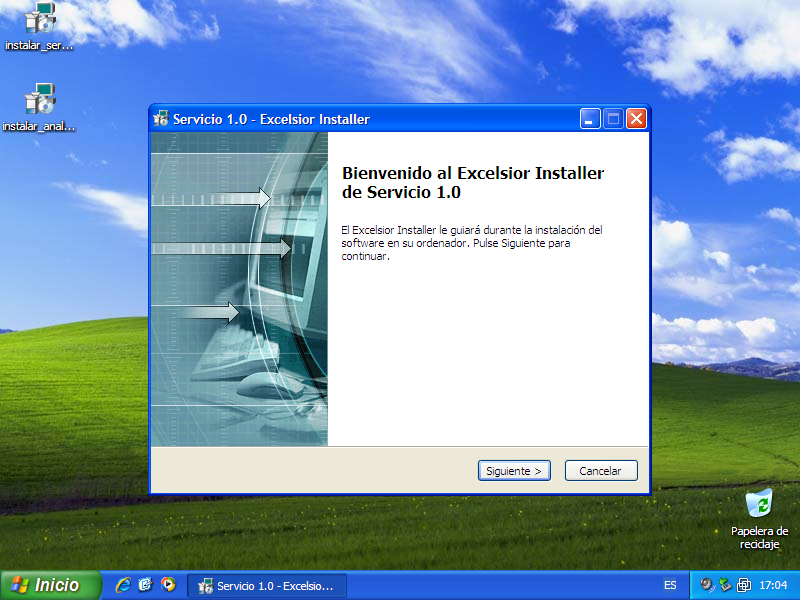 instalar_ser...
instalar_anal...
Servicio 1.0 - Excelsior Installer
Bienvenido al Excelsior Installer
de Servicio 1.0
El Excelsior Installer le guiará durante la instalación del
software en su ordenador. Pulse Siguiente para
continuar.
Siguiente >
Cancelar
Papelera de
reciclaje
Inicio
Servicio 1.0 - Excelsio...
ES
17:04